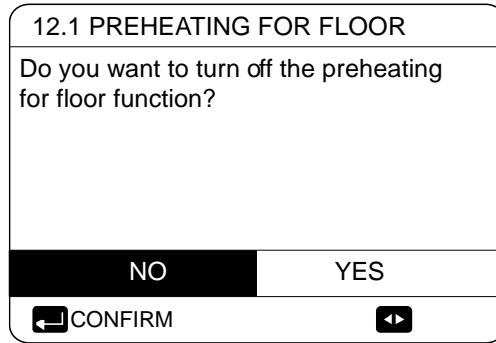 12.1 PREHEATING FOR FLOOR
Do you want to turn off the preheating
for floor function?
NO YES
CONFIRM